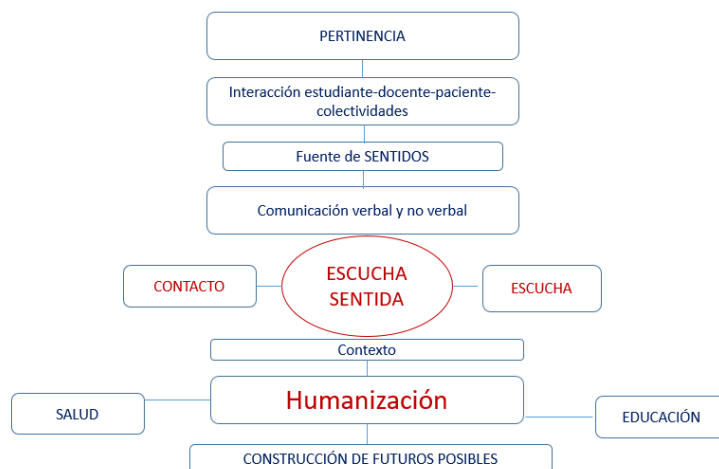 PERTINENCIA
Interacción estudiante-docente-paciente-
colectividades
Fuente de SENTIDOS
Comunicación verbal y no verbal
CONTACTO
ESCUCHA
SENTIDA
ESCUCHA
Contexto
Humanización
SALUD
EDUCACIÓN
CONSTRUCCIÓN DE FUTUROS POSIBLES